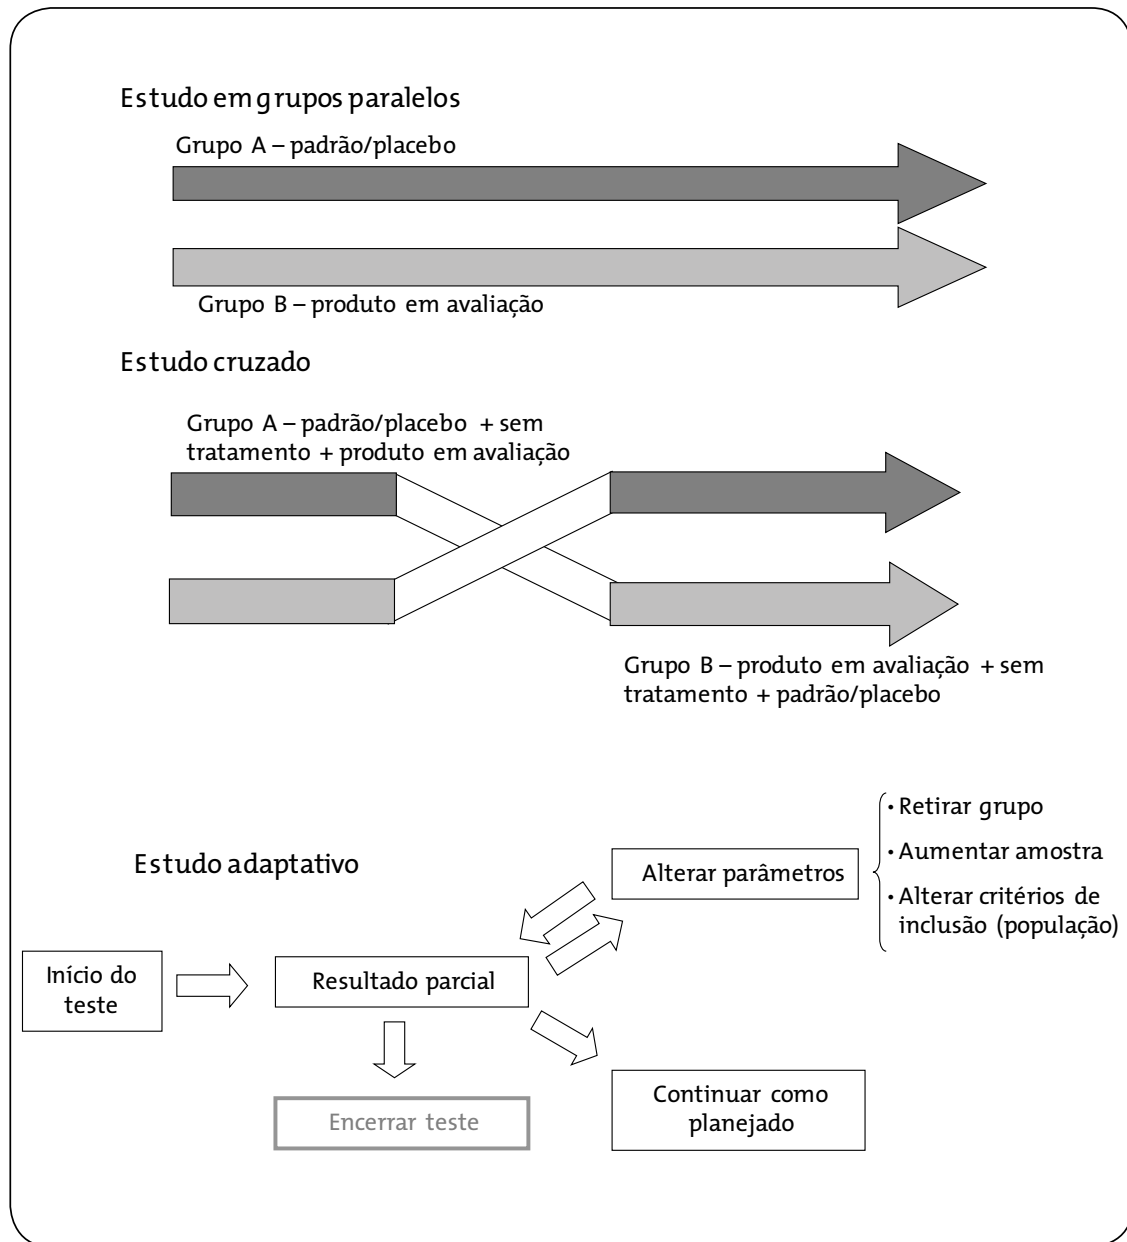 Estudo em grupos paralelos
Grupo A – padrão/placebo
Grupo B – produto em avaliação
Estudo cruzado
Grupo A – padrão/placebo + sem
tratamento + produto em avaliação
Grupo B – produto em avaliação + sem
tratamento + padrão/placebo
Estudo adaptativo
Alterar parâmetros
• Retirar grupo
• Aumentar amostra
• Alterar critérios de
inclusão (população)
Início do
teste
Resultado parcial
Encerrar teste
Continuar como
planejado